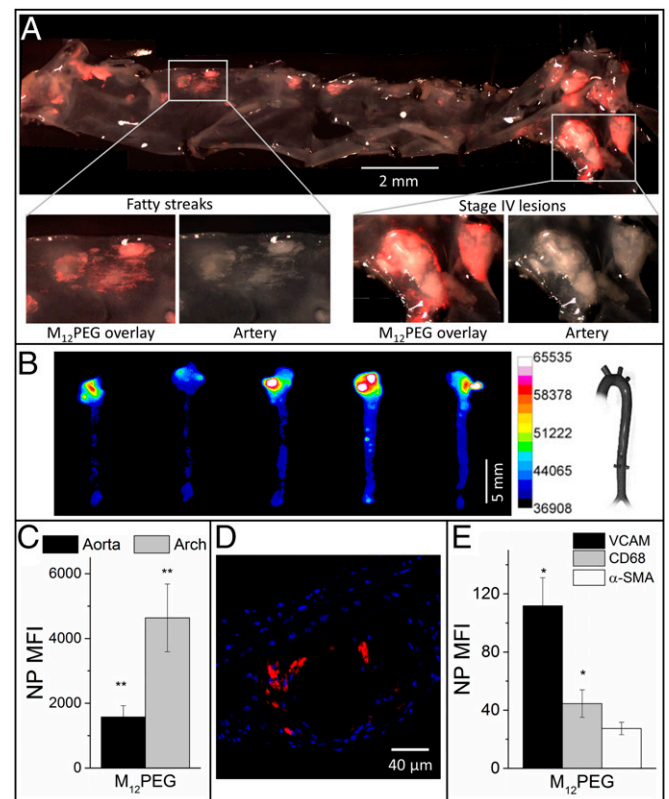 A
2 mm
Fatty streaks
Stage IV lesions
M₁₂PEG overlay
Artery
M₁₂PEG overlay
Artery
B
65535
58378
51222
44065
36908
5 mm
C
Aorta
Arch
NP MFI
6000
4000
2000
0
**
**
M₁₂PEG
D
40 µm
E
VCAM
CD68
α-SMA
NP MFI
120
80
40
0
*
*
M₁₂PEG